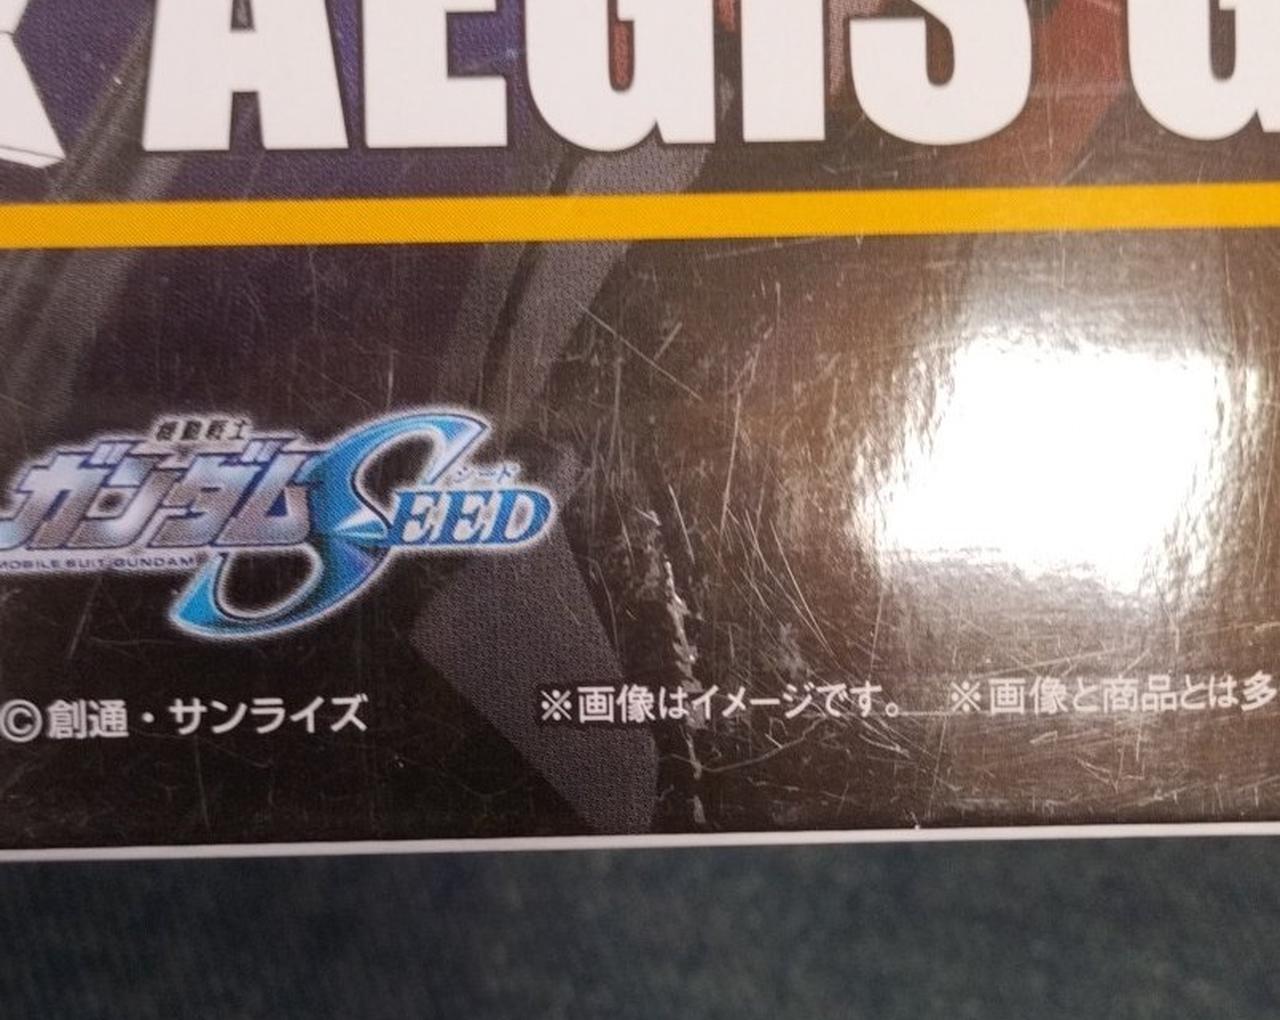 AEGIS G
機動戦士
ガンダムSEED
シード
MOBILE SUIT GUNDAM
©創通・サンライズ
※画像はイメージです。 ※画像と商品とは多